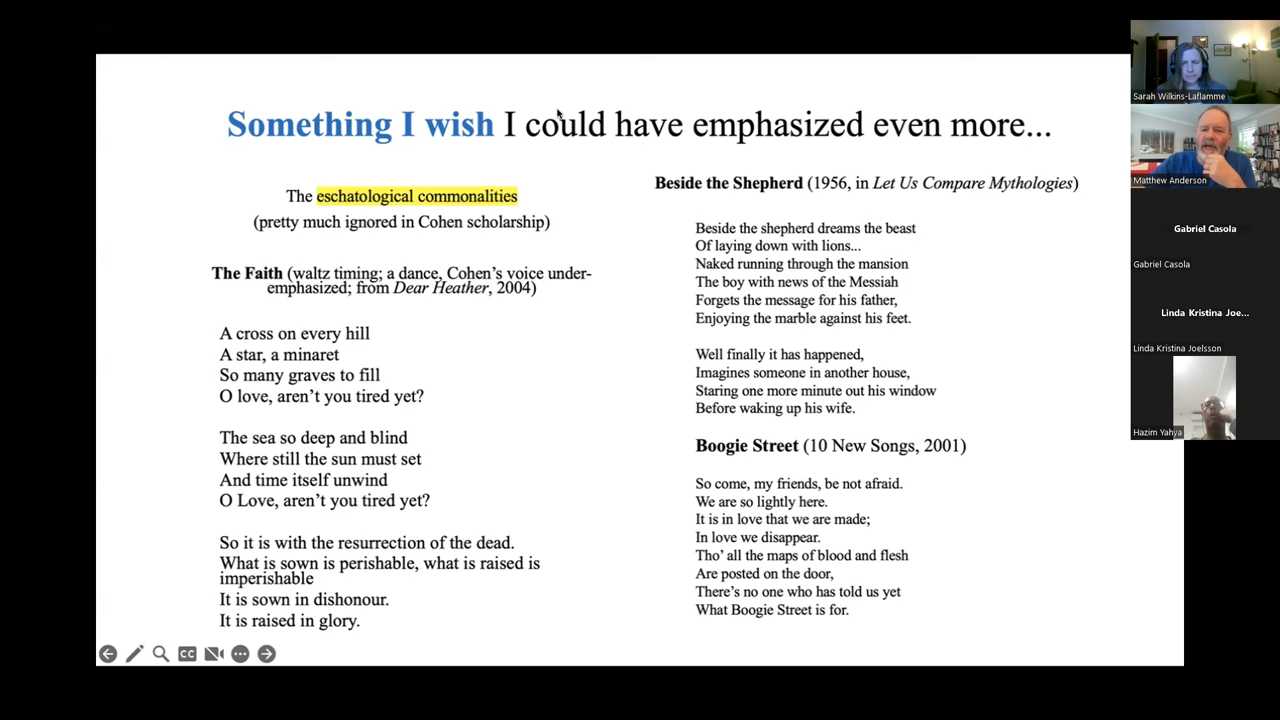 Something I wish I could have emphasized even more...
The eschatological commonalities
(pretty much ignored in Cohen scholarship)
The Faith (waltz timing; a dance, Cohen’s voice under-
emphasized; from Dear Heather, 2004)
A cross on every hill
A star, a minaret
So many graves to fill
O love, aren’t you tired yet?
The sea so deep and blind
Where still the sun must set
And time itself unwind
O Love, aren’t you tired yet?
So it is with the resurrection of the dead.
What is sown is perishable, what is raised is
imperishable
It is sown in dishonour.
It is raised in glory.
Beside the Shepherd (1956, in Let Us Compare Mythologies)
Beside the shepherd dreams the beast
Of laying down with lions...
Naked running through the mansion
The boy with news of the Messiah
Forgets the message for his father,
Enjoying the marble against his feet.
Well finally it has happened,
Imagines someone in another house,
Staring one more minute out his window
Before waking up his wife.
Boogie Street (10 New Songs, 2001)
So come, my friends, be not afraid.
We are so lightly here.
It is in love that we are made;
In love we disappear.
Tho’ all the maps of blood and flesh
Are posted on the door,
There’s no one who has told us yet
What Boogie Street is for.
CC
Sarah Wilkins-Laflamme
Matthew Anderson
Gabriel Casola
Gabriel Casola
Linda Kristina Joe...
Linda Kristina Joelsson
Hazim Yahya